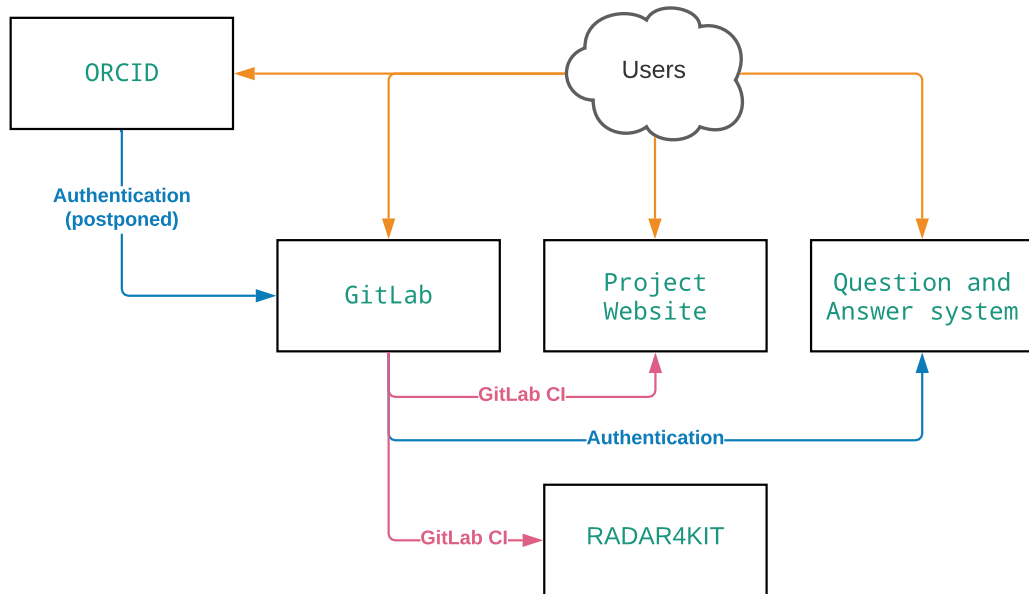 Users
ORCID
Authentication
(postponed)
GitLab
Project
Website
Question and
Answer system
GitLab CI
Authentication
GitLab CI
RADAR4KIT